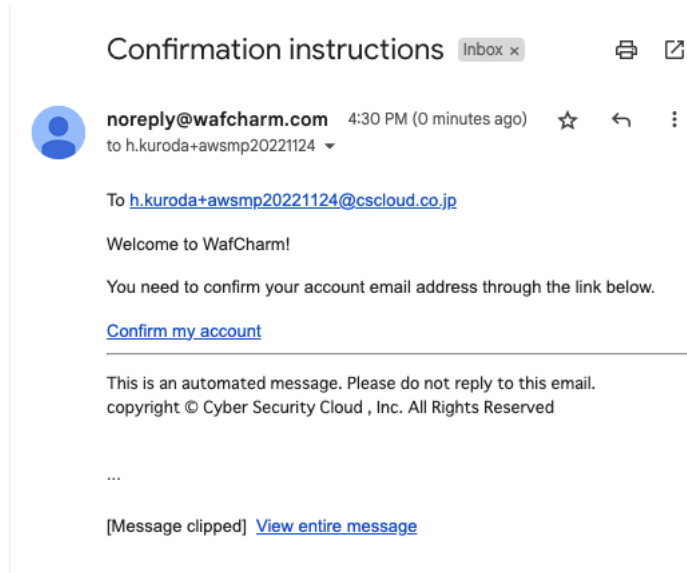 Confirmation instructions Inbox ×
noreply@wafcharm.com 4:30 PM (0 minutes ago)
to h.kuroda+awsmp20221124
To h.kuroda+awsmp20221124@cscloud.co.jp
Welcome to WafCharm!
You need to confirm your account email address through the link below.
Confirm my account
This is an automated message. Please do not reply to this email.
copyright © Cyber Security Cloud , Inc. All Rights Reserved
...
[Message clipped] View entire message